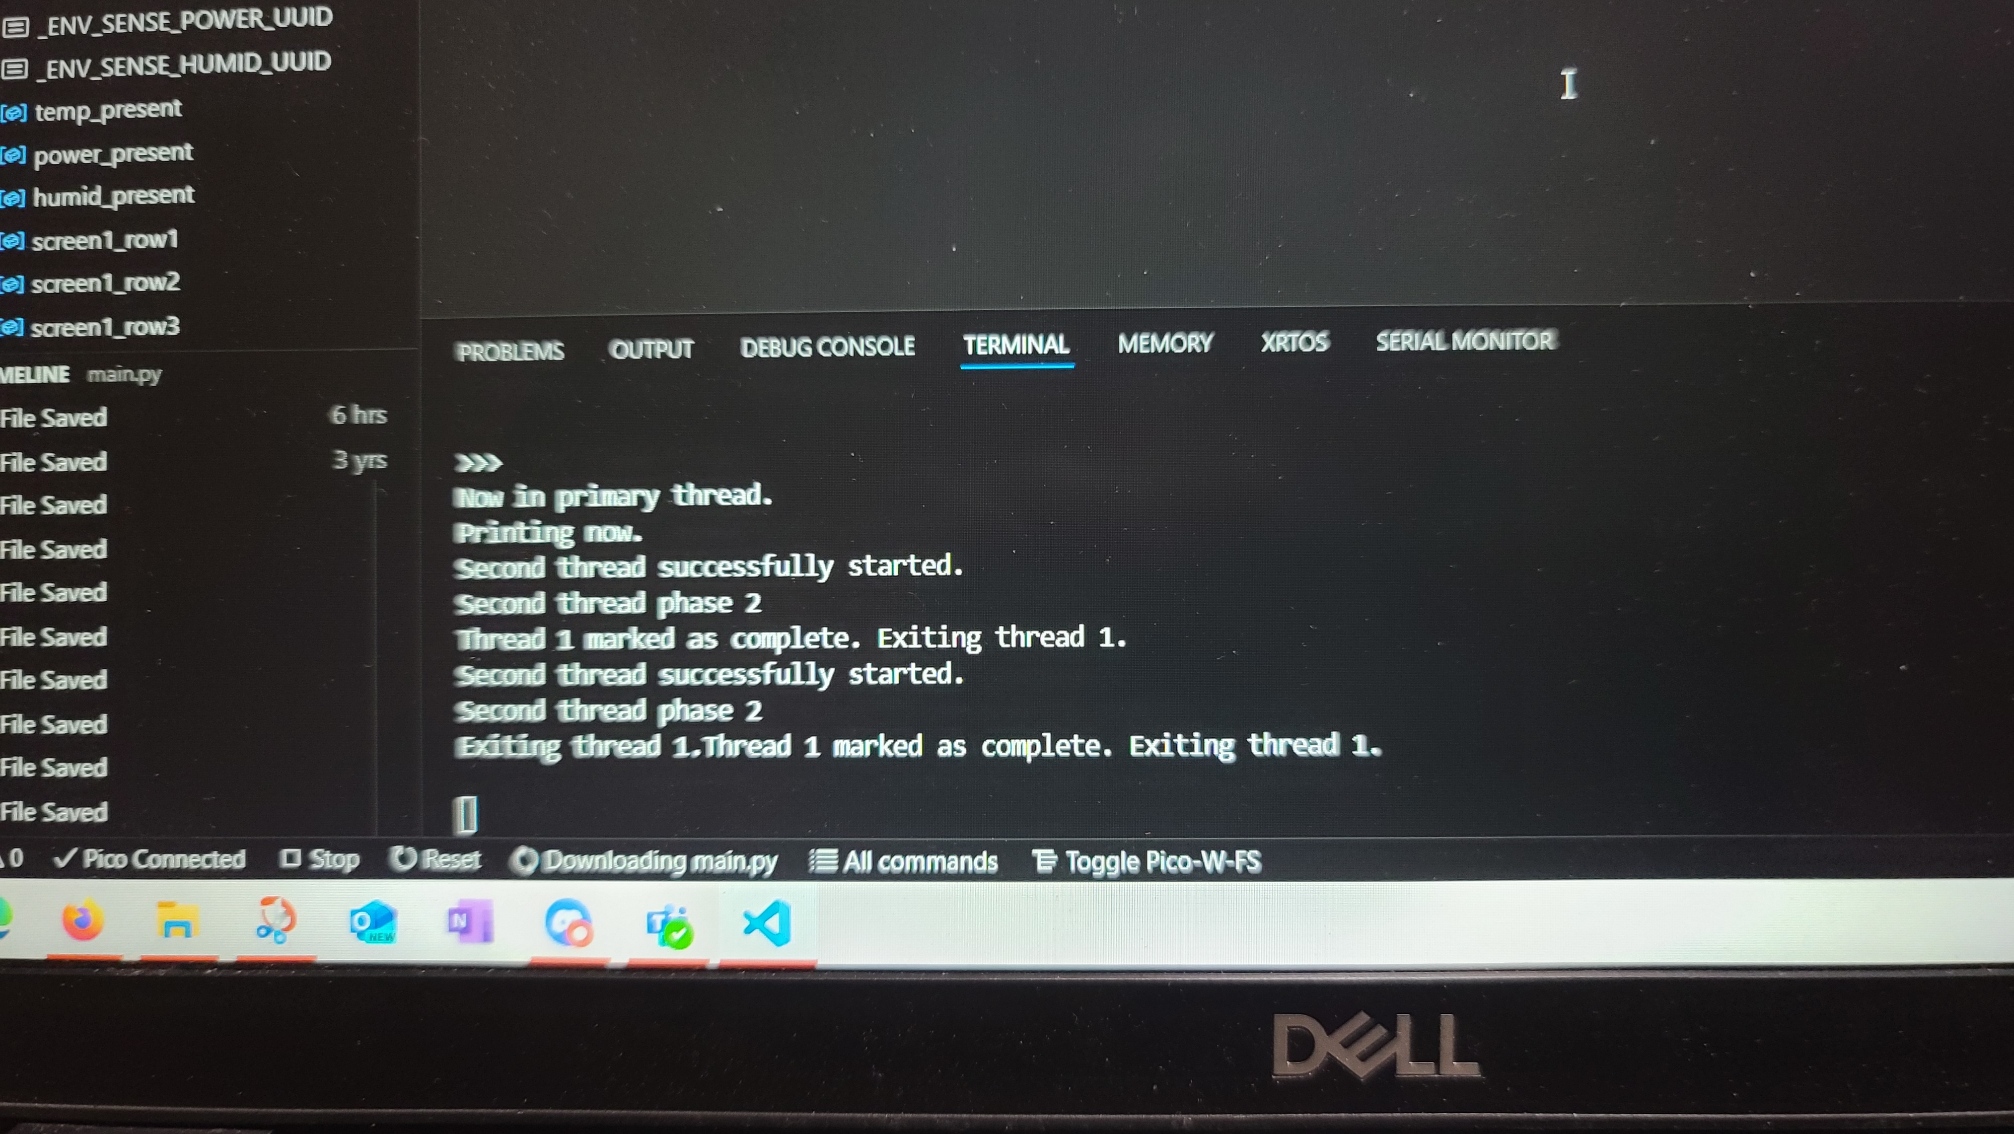 _ENV_SENSE_POWER_UUID
_ENV_SENSE_HUMID_UUID
temp_present
power_present
humid_present
screen1_row1
screen1_row2
screen1_row3
MELINE main.py
File Saved 6 hrs
File Saved 3 yrs
File Saved
File Saved
File Saved
File Saved
File Saved
File Saved
File Saved
File Saved
PROBLEMS OUTPUT DEBUG CONSOLE TERMINAL MEMORY XRTOS SERIAL MONITOR
>>>
Now in primary thread.
Printing now.
Second thread successfully started.
Second thread phase 2
Thread 1 marked as complete. Exiting thread 1.
Second thread successfully started.
Second thread phase 2
Exiting thread 1.Thread 1 marked as complete. Exiting thread 1.
0 Pico Connected Stop Reset Downloading main.py All commands Toggle Pico-W-FS
O NEW N T
DELL